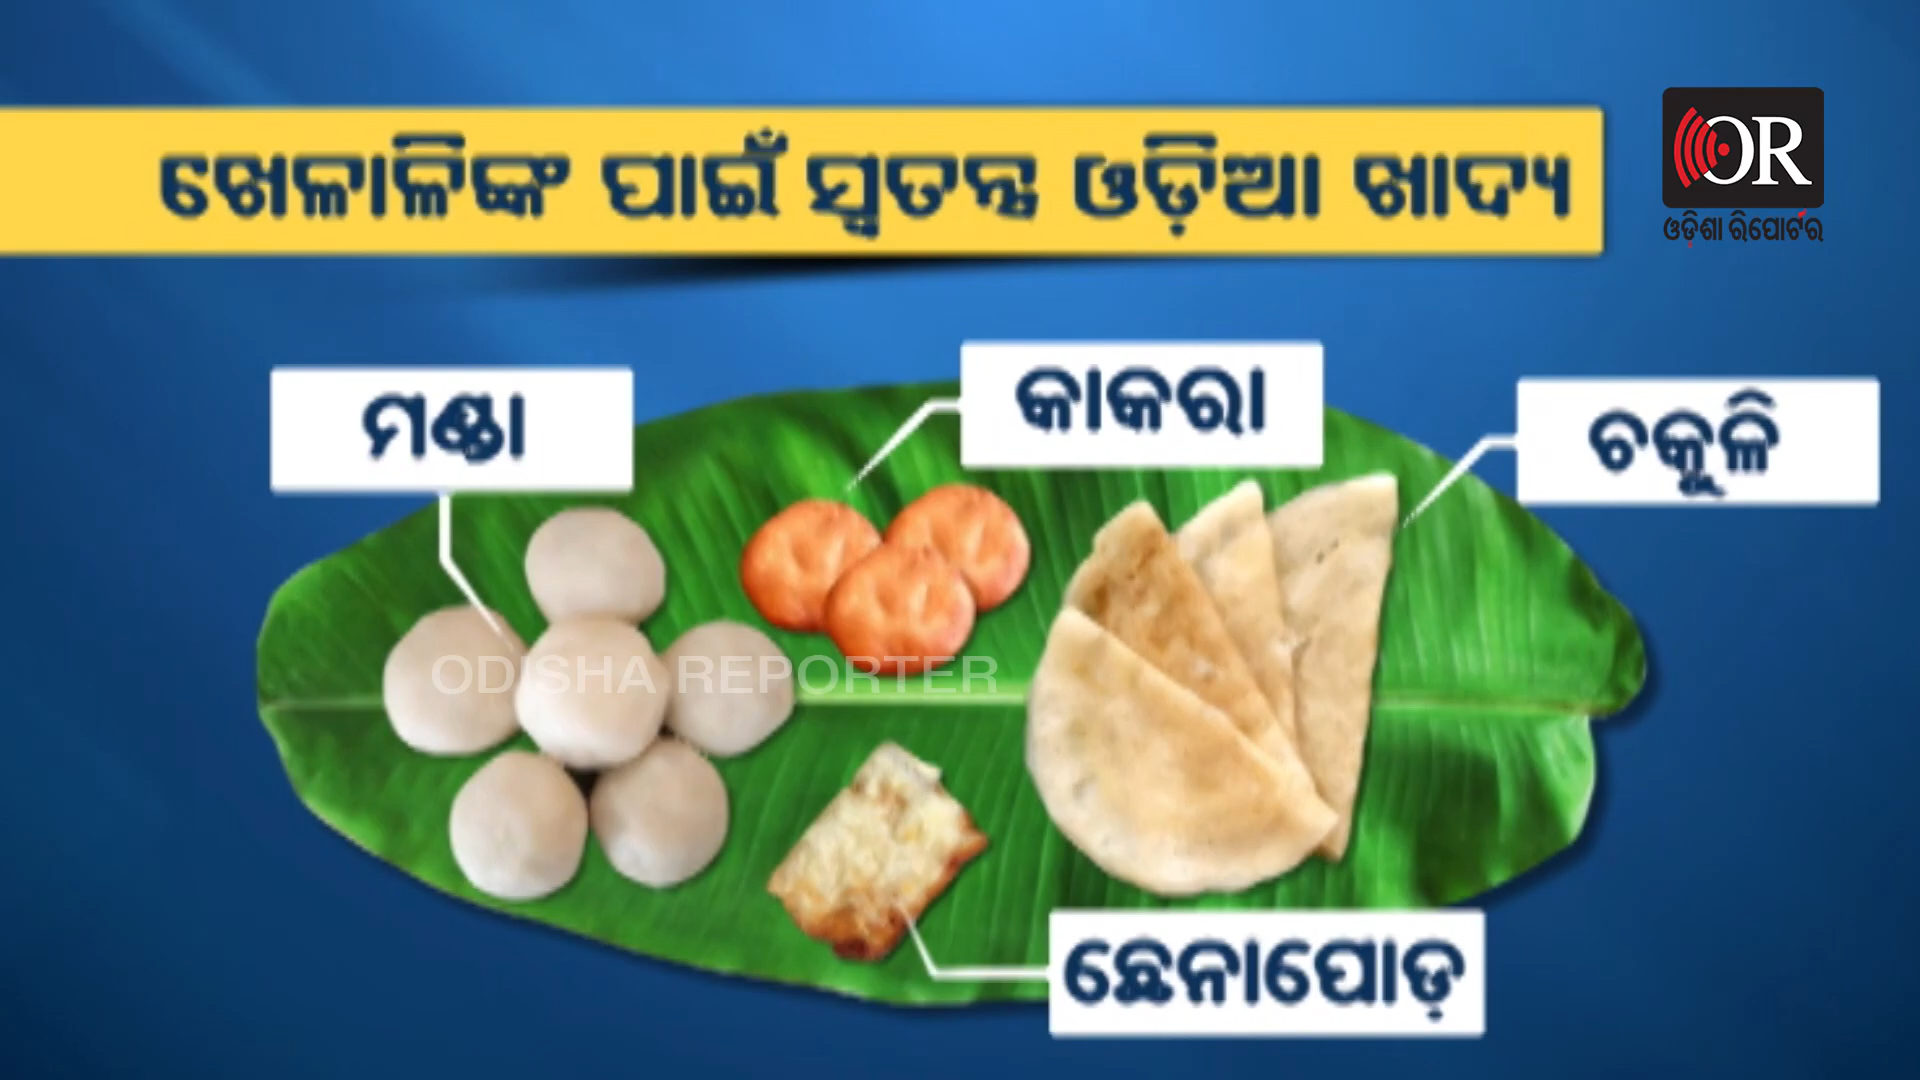 ଖେଳାଳିଙ୍କ ପାଇଁ ସ୍ୱତନ୍ତ୍ର ଓଡ଼ିଆ ଖାଦ୍ୟ
OR
ଓଡ଼ିଶା ରିପୋର୍ଟର
ମଣ୍ଡା
କାକରା
ଚକୁଳି
ODISHA REPORTER
ଛେନାପୋଡ଼